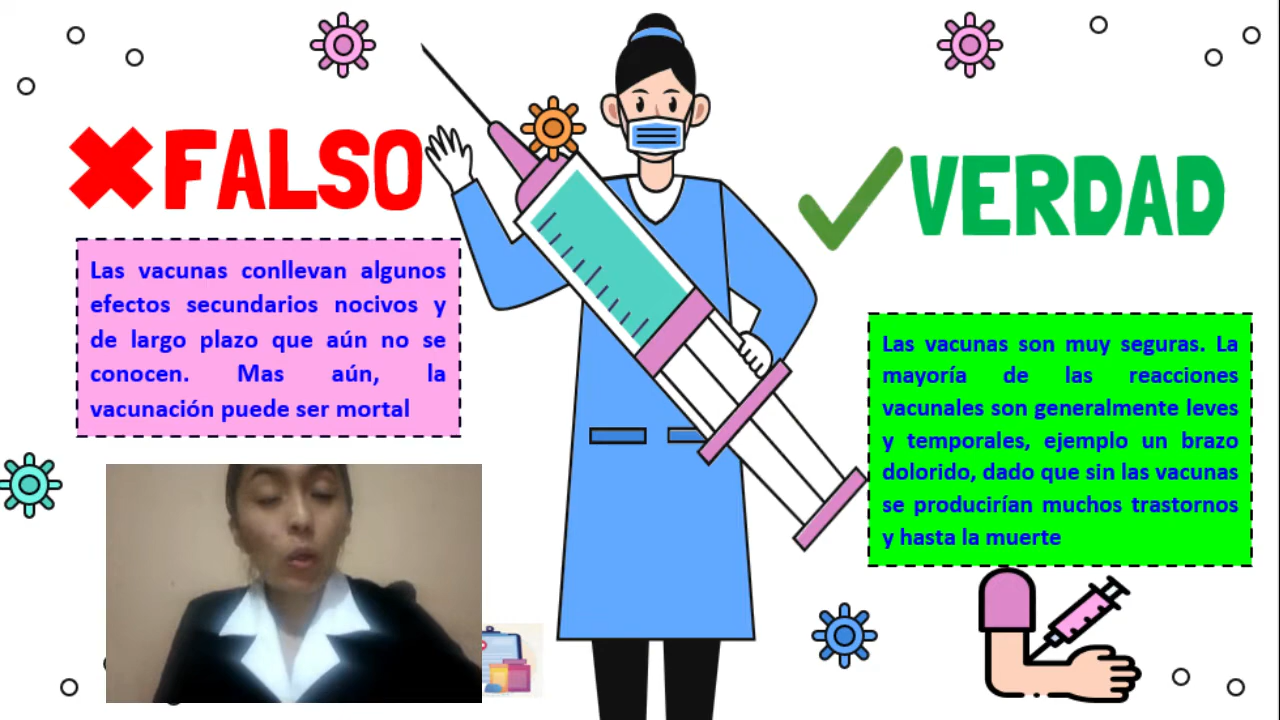 FALSO
Las vacunas conllevan algunos
efectos secundarios nocivos y
de largo plazo que aún no se
conocen. Mas aún, la
vacunación puede ser mortal
VERDAD
Las vacunas son muy seguras. La
mayoría de las reacciones
vacunales son generalmente leves
y temporales, ejemplo un brazo
dolorido, dado que sin las vacunas
se producirían muchos trastornos
y hasta la muerte